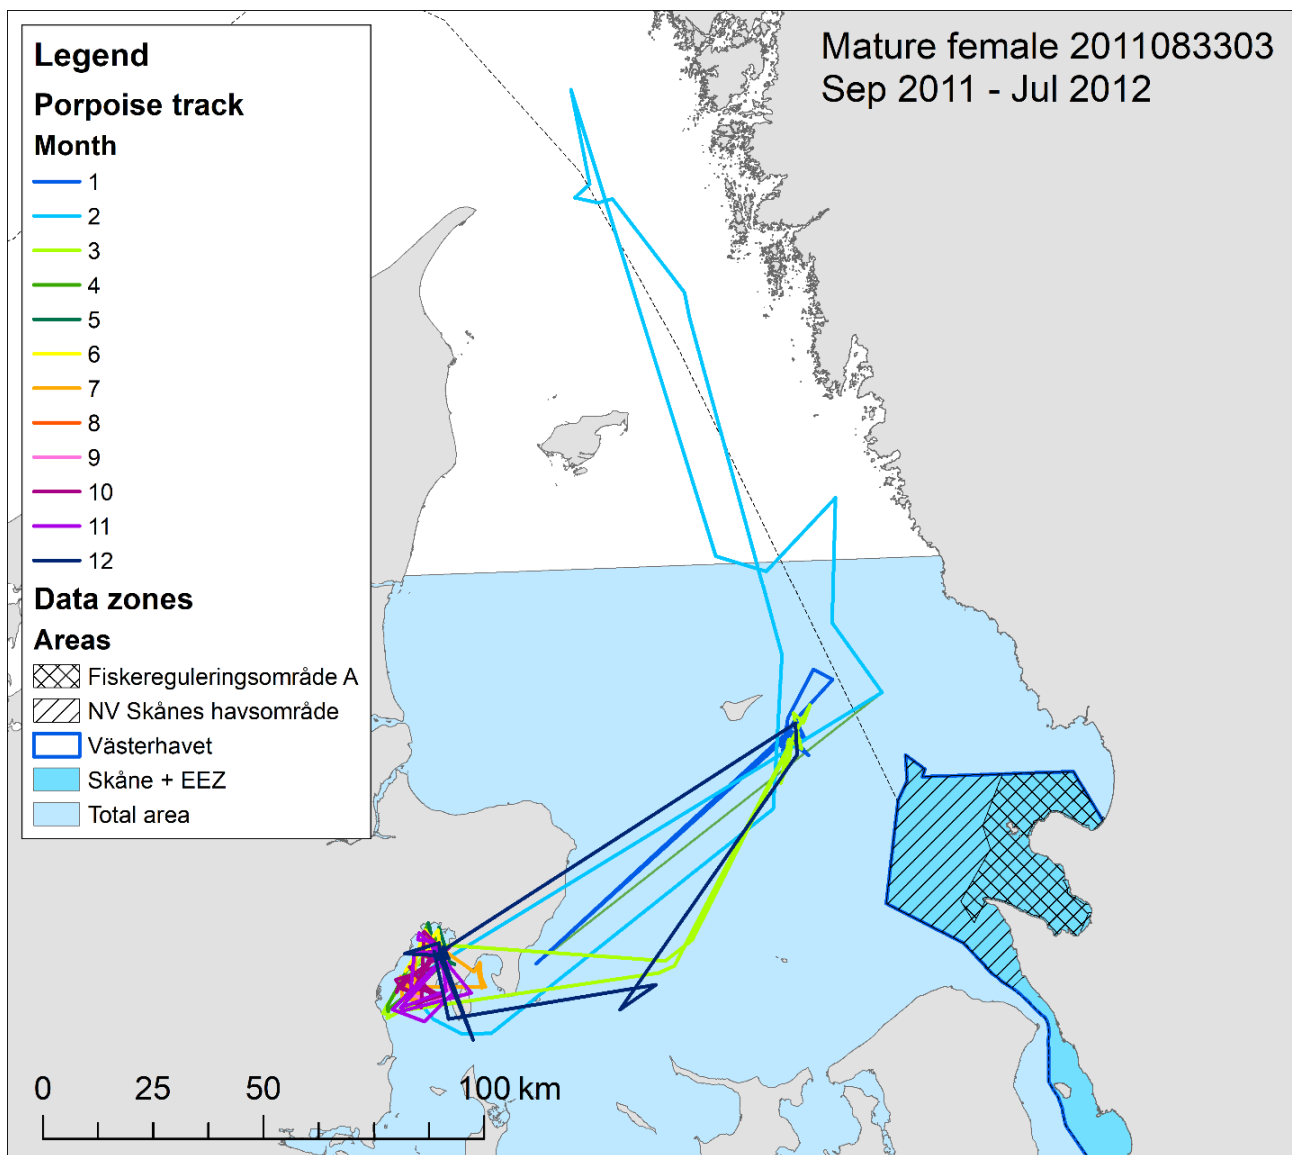 Legend
Porpoise track
Month
1
2
3
4
5
6
7
8
9
10
11
12
Data zones
Areas
Fiskereguleringsområde A
NV Skånes havsområde
Västerhavet
Skåne + EEZ
Total area
Mature female 2011083303
Sep 2011 - Jul 2012
0 25 50 100 km